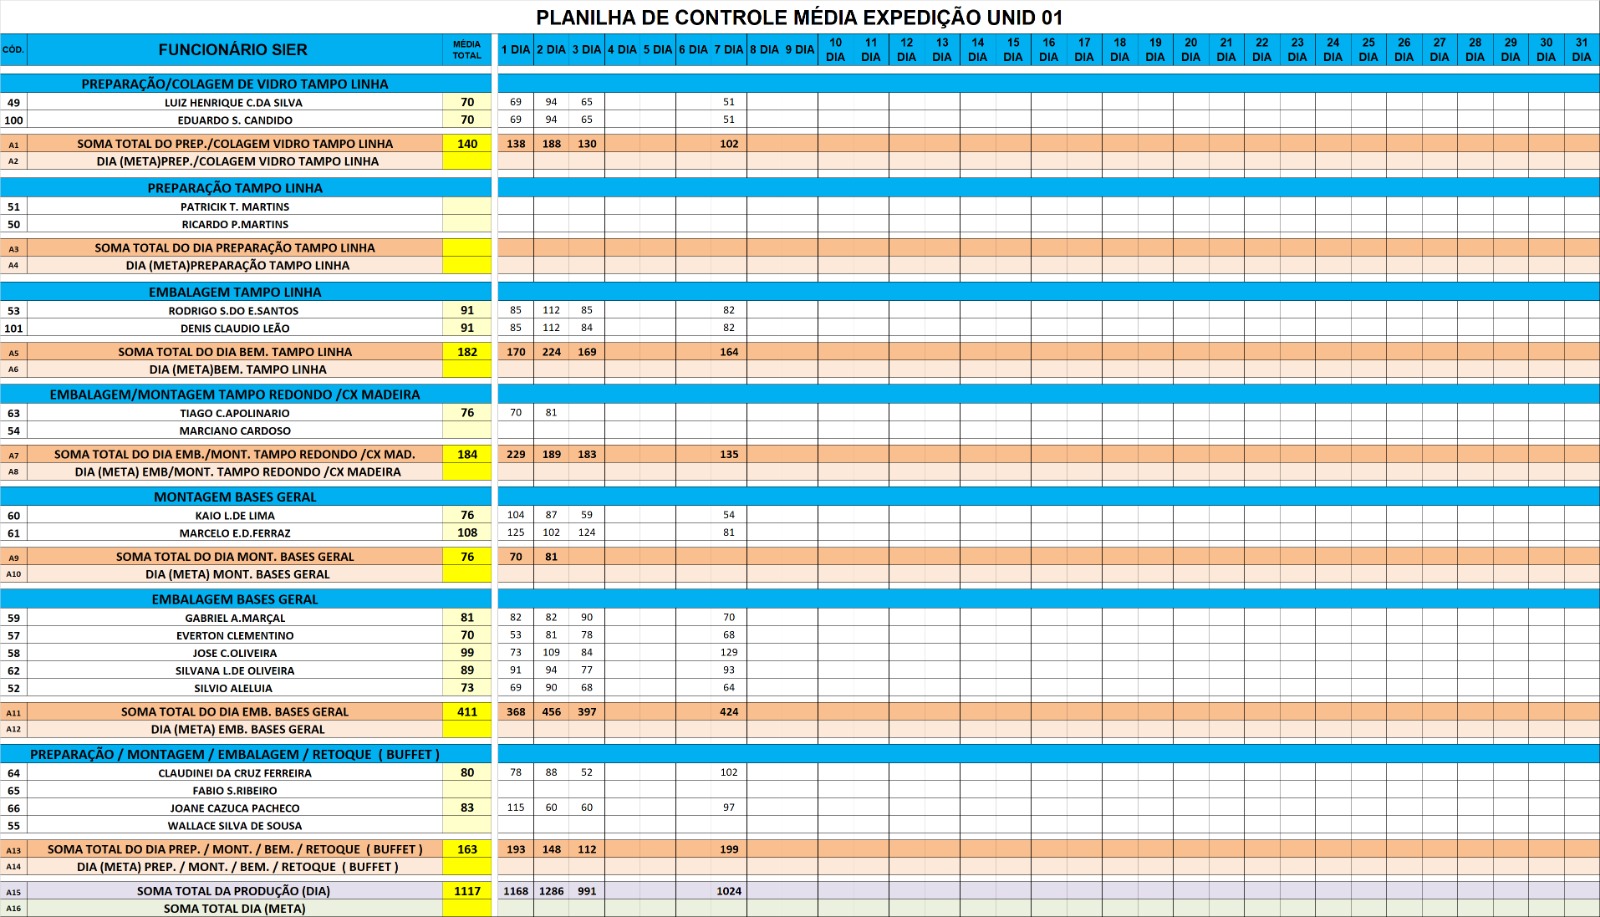 PLANILHA DE CONTROLE MÉDIA EXPEDIÇÃO UNID 01
CÓD. FUNCIONÁRIO SIER MÉDIA TOTAL 1 DIA 2 DIA 3 DIA 4 DIA 5 DIA 6 DIA 7 DIA 8 DIA 9 DIA 10 DIA 11 DIA 12 DIA 13 DIA 14 DIA 15 DIA 16 DIA 17 DIA 18 DIA 19 DIA 20 DIA 21 DIA 22 DIA 23 DIA 24 DIA 25 DIA 26 DIA 27 DIA 28 DIA 29 DIA 30 DIA 31 DIA
PREPARAÇÃO/COLAGEM DE VIDRO TAMPO LINHA
49 LUIZ HENRIQUE C.DA SILVA 70 69 94 65 51
100 EDUARDO S. CANDIDO 70 69 94 65 51
A1 SOMA TOTAL DO PREP./COLAGEM VIDRO TAMPO LINHA 140 138 188 130 102
A2 DIA (META)PREP./COLAGEM VIDRO TAMPO LINHA
PREPARAÇÃO TAMPO LINHA
51 PATRICIK T. MARTINS
50 RICARDO P.MARTINS
A3 SOMA TOTAL DO DIA PREPARAÇÃO TAMPO LINHA
A4 DIA (META)PREPARAÇÃO TAMPO LINHA
EMBALAGEM TAMPO LINHA
53 RODRIGO S.DO E.SANTOS 91 85 112 85 82
101 DENIS CLAUDIO LEÃO 91 85 112 84 82
A5 SOMA TOTAL DO DIA BEM. TAMPO LINHA 182 170 224 169 164
A6 DIA (META)BEM. TAMPO LINHA
EMBALAGEM/MONTAGEM TAMPO REDONDO /CX MADEIRA
63 TIAGO C.APOLINARIO 76 70 81
54 MARCIANO CARDOSO
A7 SOMA TOTAL DO DIA EMB./MONT. TAMPO REDONDO /CX MAD. 184 229 189 183 135
A8 DIA (META) EMB/MONT. TAMPO REDONDO /CX MADEIRA
MONTAGEM BASES GERAL
60 KAIO L.DE LIMA 76 104 87 59 54
61 MARCELO E.D.FERRAZ 108 125 102 124 81
A9 SOMA TOTAL DO DIA MONT. BASES GERAL 76 70 81
A10 DIA (META) MONT. BASES GERAL
EMBALAGEM BASES GERAL
59 GABRIEL A.MARÇAL 81 82 82 90 70
57 EVERTON CLEMENTINO 70 53 81 78 68
58 JOSE C.OLIVEIRA 99 73 109 84 129
62 SILVANA L.DE OLIVEIRA 89 91 94 77 93
52 SILVIO ALELUIA 73 69 90 68 64
A11 SOMA TOTAL DO DIA EMB. BASES GERAL 411 368 456 397 424
A12 DIA (META) EMB. BASES GERAL
PREPARAÇÃO / MONTAGEM / EMBALAGEM / RETOQUE ( BUFFET )
64 CLAUDINEI DA CRUZ FERREIRA 80 78 88 52 102
65 FABIO S.RIBEIRO
66 JOANE CAZUCA PACHECO 83 115 60 60 97
55 WALLACE SILVA DE SOUSA
A13 SOMA TOTAL DO DIA PREP. / MONT. / BEM. / RETOQUE ( BUFFET ) 163 193 148 112 199
A14 DIA (META) PREP. / MONT. / BEM. / RETOQUE ( BUFFET )
A15 SOMA TOTAL DA PRODUÇÃO (DIA) 1117 1168 1286 991 1024
A16 SOMA TOTAL DIA (META)